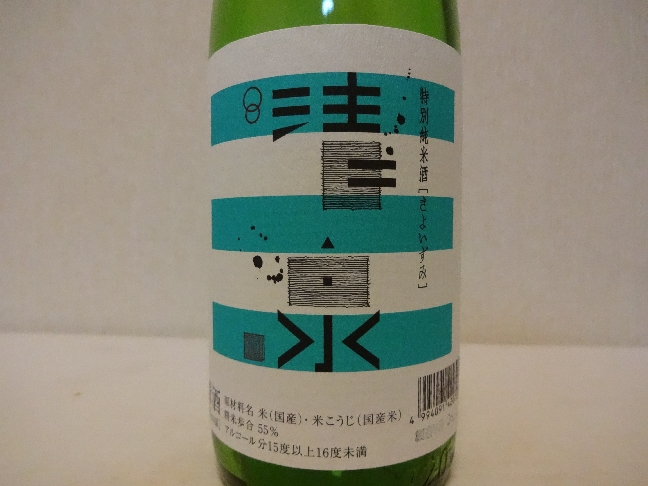 清泉
特別純米酒［きよいずみ］
原材料名 米(国産)・米こうじ(国産米)
精米歩合 55%
アルコール分15度以上16度未満